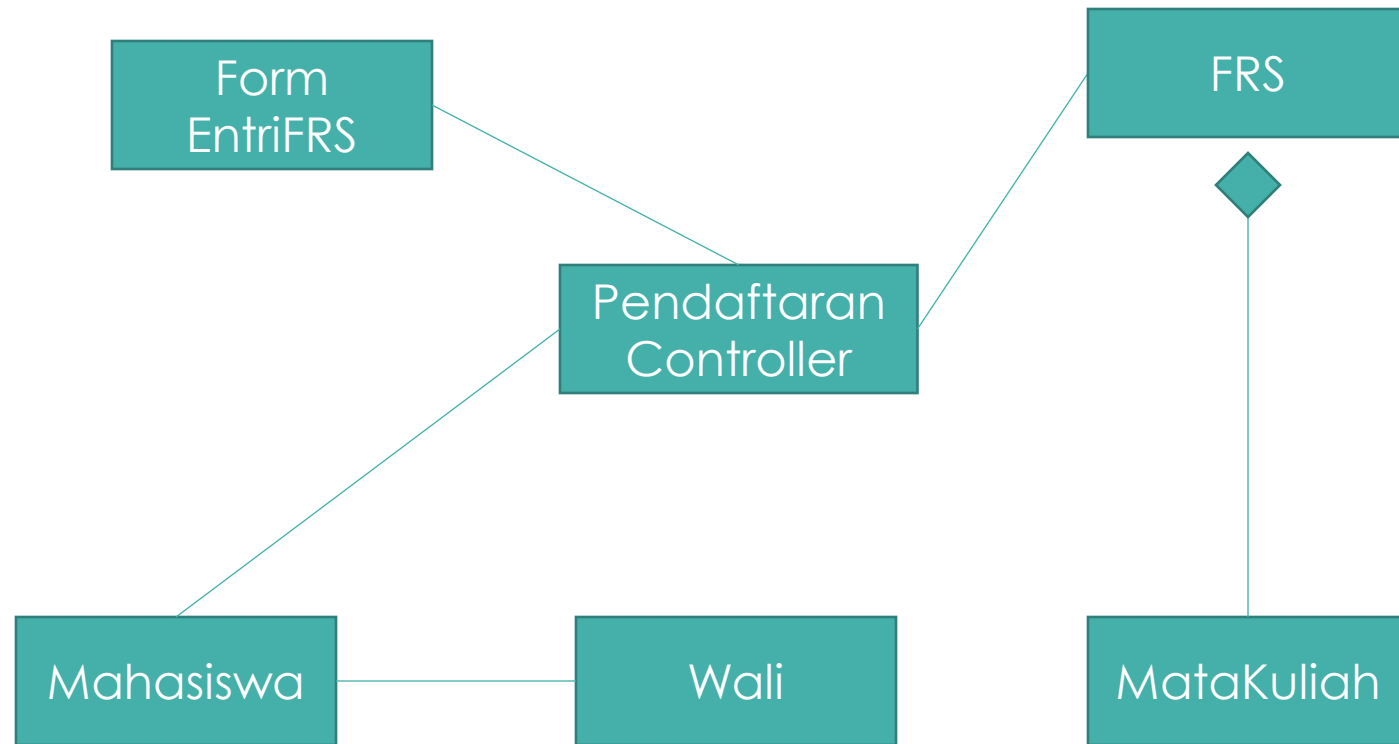 Form
EntriFRS
FRS
Pendaftaran
Controller
Mahasiswa
Wali
MataKuliah